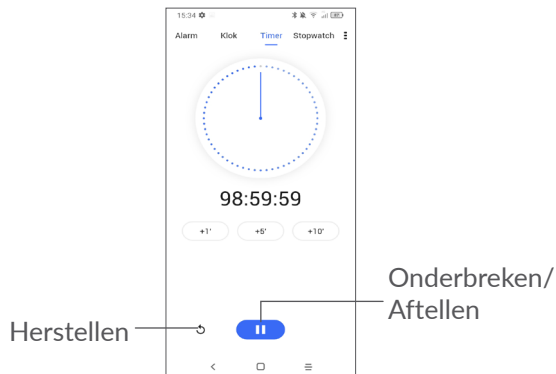 15:34
Alarm Klok Timer Stopwatch
98:59:59
+1' +5' +10'
Onderbreken/
Aftellen
Herstellen